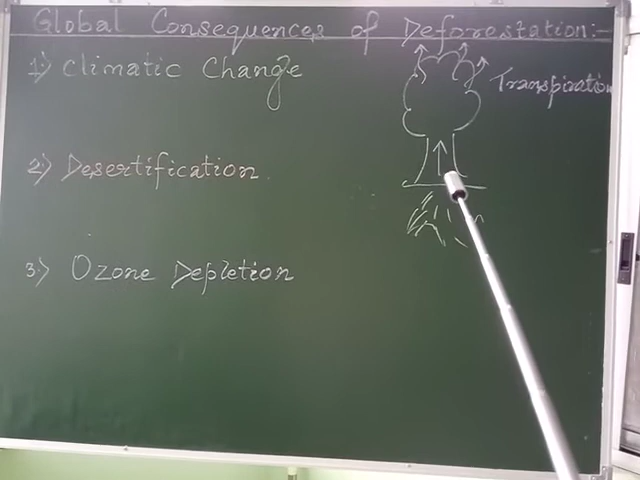 Global Consequences of Deforestation:-
1) Climatic Change
Transpiration
2) Desertification
3) Ozone Depletion